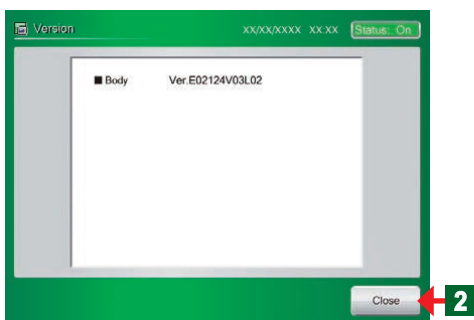 Version xx/xx/xxxx xx:xx Status: On
■ Body Ver.E02124V03L02
Close 2